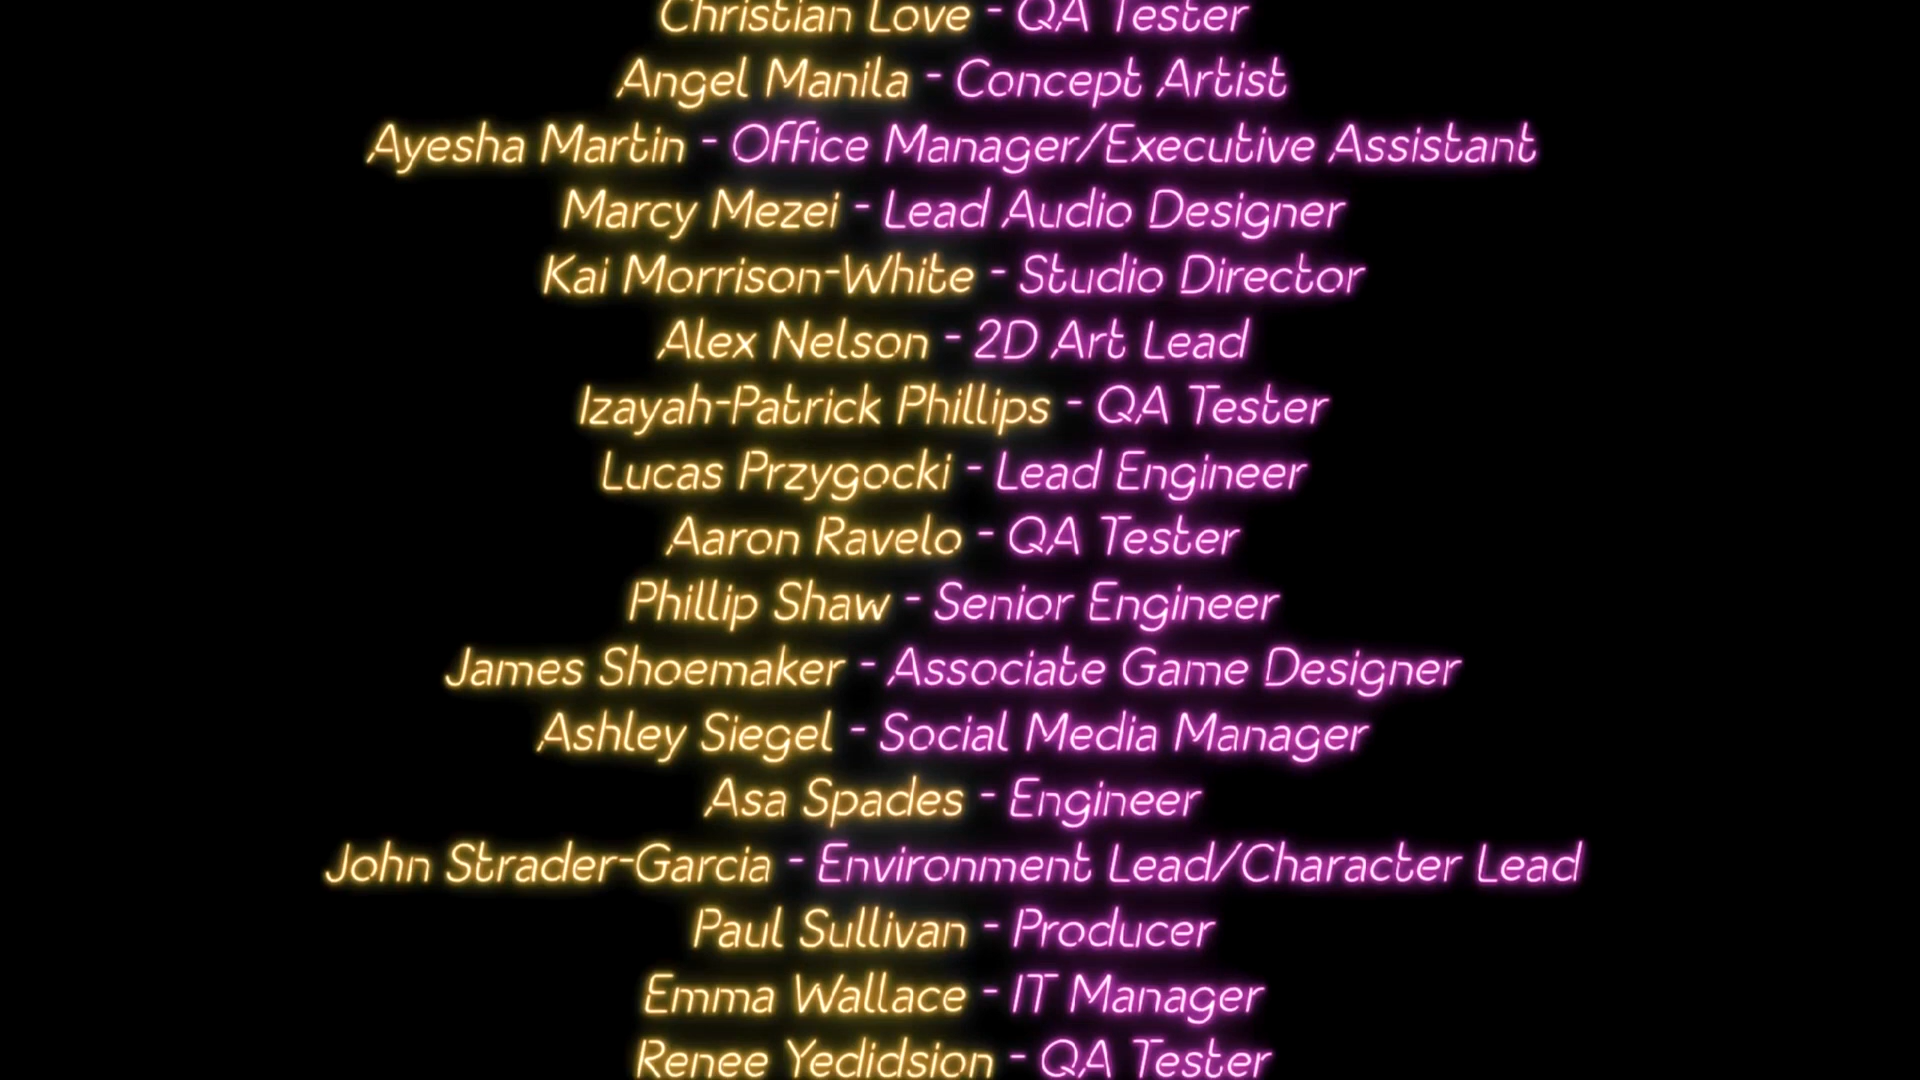 Christian Love - QA Tester
Angel Manila - Concept Artist
Ayesha Martin - Office Manager/Executive Assistant
Marcy Mezei - Lead Audio Designer
Kai Morrison-White - Studio Director
Alex Nelson - 2D Art Lead
Izayah-Patrick Phillips - QA Tester
Lucas Przygocki - Lead Engineer
Aaron Ravelo - QA Tester
Phillip Shaw - Senior Engineer
James Shoemaker - Associate Game Designer
Ashley Siegel - Social Media Manager
Asa Spades - Engineer
John Strader-Garcia - Environment Lead/Character Lead
Paul Sullivan - Producer
Emma Wallace - IT Manager
Renee Yedidsion - QA Tester